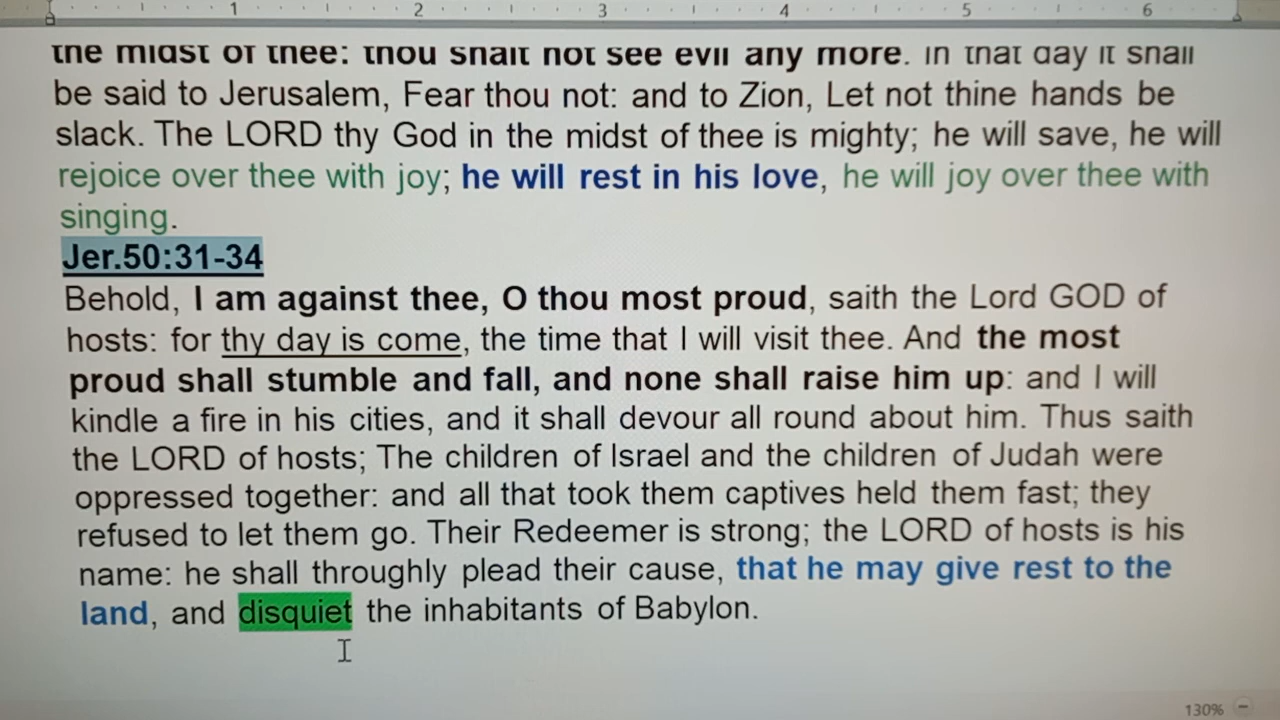 1 2 3 4 5 6
the midst of thee: thou shalt not see evil any more. In that day it shall
be said to Jerusalem, Fear thou not: and to Zion, Let not thine hands be
slack. The LORD thy God in the midst of thee is mighty; he will save, he will
rejoice over thee with joy; he will rest in his love, he will joy over thee with
singing.
Jer.50:31-34
Behold, I am against thee, O thou most proud, saith the Lord GOD of
hosts: for thy day is come, the time that I will visit thee. And the most
proud shall stumble and fall, and none shall raise him up: and I will
kindle a fire in his cities, and it shall devour all round about him. Thus saith
the LORD of hosts; The children of Israel and the children of Judah were
oppressed together: and all that took them captives held them fast; they
refused to let them go. Their Redeemer is strong; the LORD of hosts is his
name: he shall throughly plead their cause, that he may give rest to the
land, and disquiet the inhabitants of Babylon.
130%